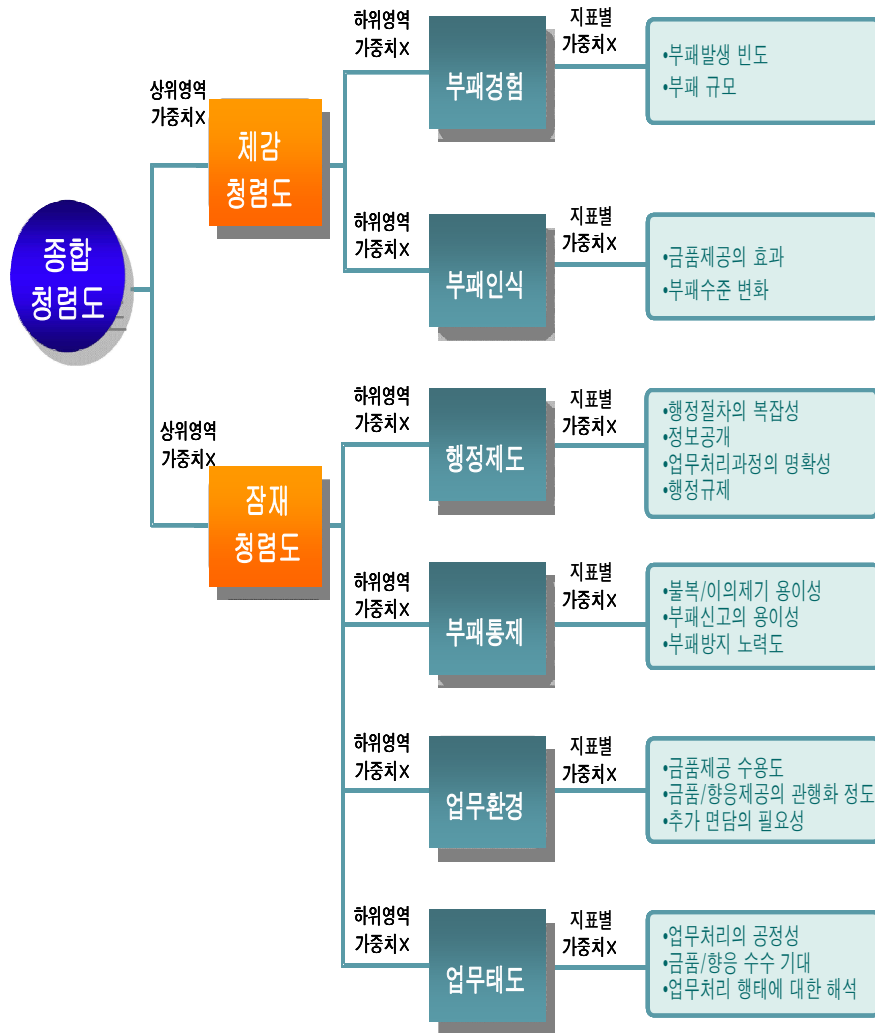 하위영역
가중치X
지표별
가중치X
부패경험
•부패발생 빈도
•부패 규모
상위영역
가중치X
체감
청렴도
하위영역
가중치X
지표별
가중치X
부패인식
•금품제공의 효과
•부패수준 변화
종합
청렴도
하위영역
가중치X
지표별
가중치X
행정제도
•행정절차의 복잡성
•정보공개
•업무처리과정의 명확성
•행정규제
상위영역
가중치X
잠재
청렴도
하위영역
가중치X
지표별
가중치X
부패통제
•불복/이의제기 용이성
•부패신고의 용이성
•부패방지 노력도
하위영역
가중치X
지표별
가중치X
업무환경
•금품제공 수용도
•금품/향응제공의 관행화 정도
•추가 면담의 필요성
하위영역
가중치X
지표별
가중치X
업무태도
•업무처리의 공정성
•금품/향응 수수 기대
•업무처리 행태에 대한 해석